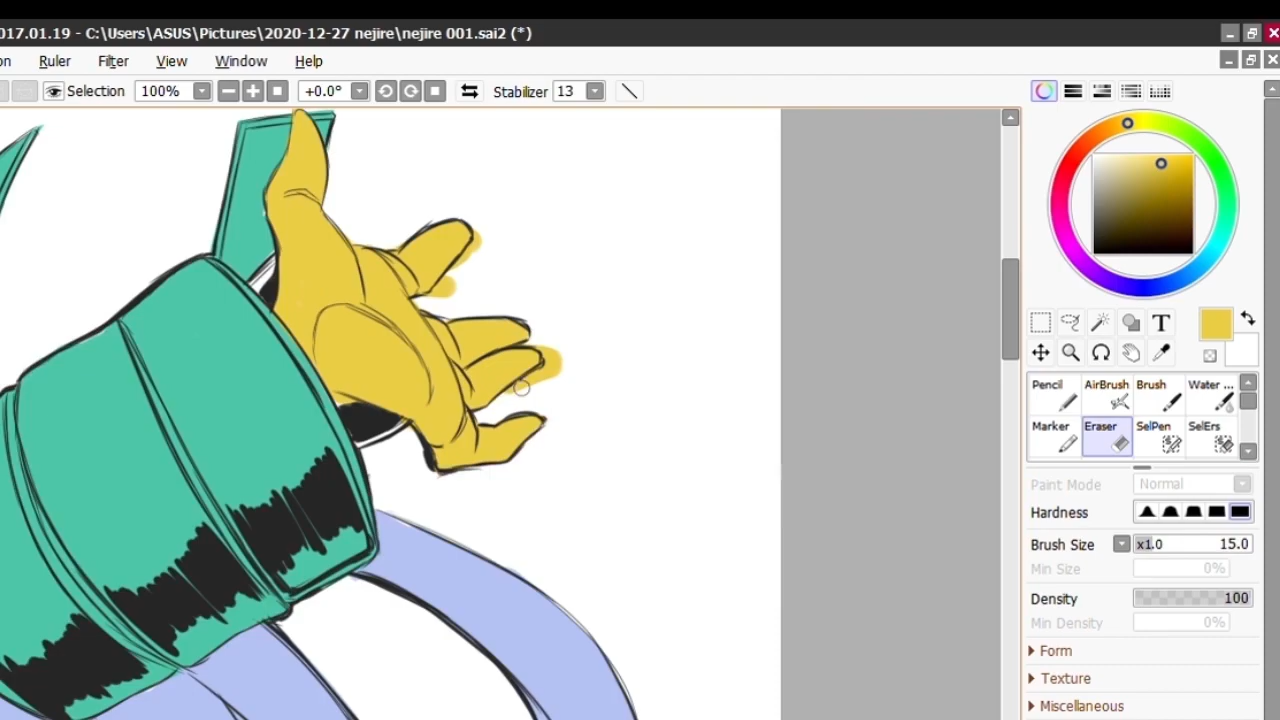 017.01.19 - C:\Users\ASUS\Pictures\2020-12-27 nejire\nejire 001.sai2 (*)
on Ruler Filter View Window Help
Selection 100% +0.0° Stabilizer 13
T
Pencil AirBrush Brush Water ...
Marker Eraser SelPen SelErs
Paint Mode Normal
Hardness
Brush Size x1.0 15.0
Min Size 0%
Density 100
Min Density 0%
Form
Texture
Miscellaneous